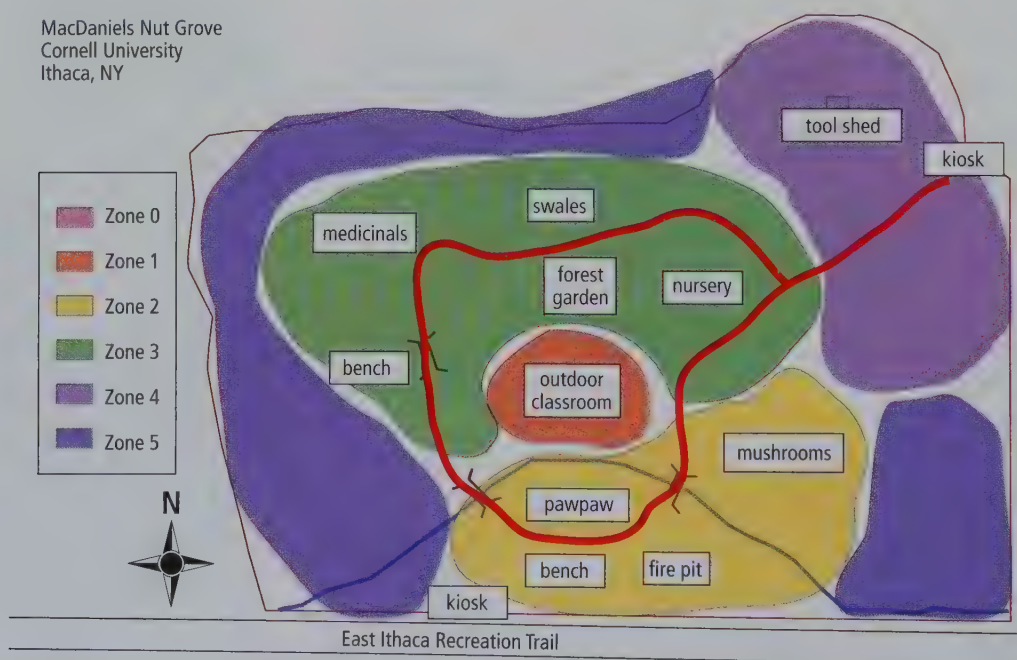 MacDaniels Nut Grove
Cornell University
Ithaca, NY
tool shed
kiosk
Zone 0
Zone 1
Zone 2
Zone 3
Zone 4
Zone 5
swales
medicinals
forest
garden
nursery
bench
outdoor
classroom
mushrooms
N
pawpaw
bench
fire pit
kiosk
East Ithaca Recreation Trail